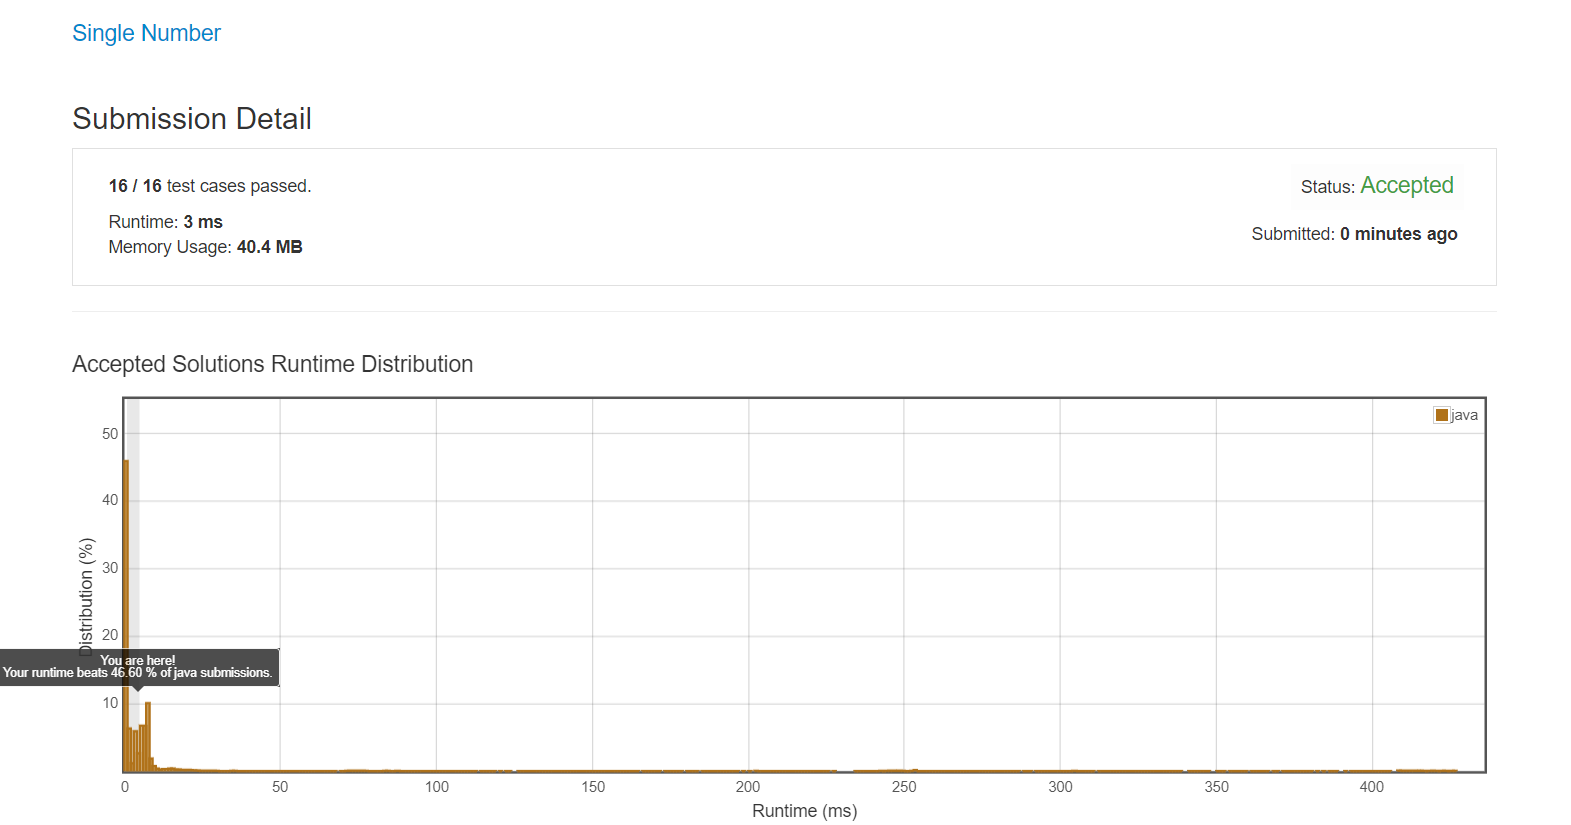 Single Number
Submission Detail
16 / 16 test cases passed.
Status: Accepted
Runtime: 3 ms
Memory Usage: 40.4 MB
Submitted: 0 minutes ago
Accepted Solutions Runtime Distribution
java
50
40
30
20
10
Distribution (%)
You are here!
Your runtime beats 46.60 % of java submissions.
0
50
100
150
200
250
300
350
400
Runtime (ms)